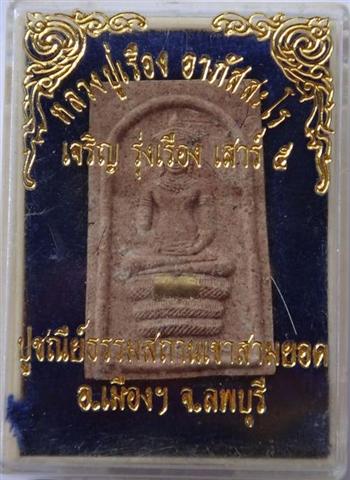 หลวงปู่เรือง อาภัสสะโร
เจริญ รุ่งเรือง เสาร์ ๕
ปูชณีย์ธรรมสถานเขาสามยอด
อ.เมืองฯ จ.ลพบุรี